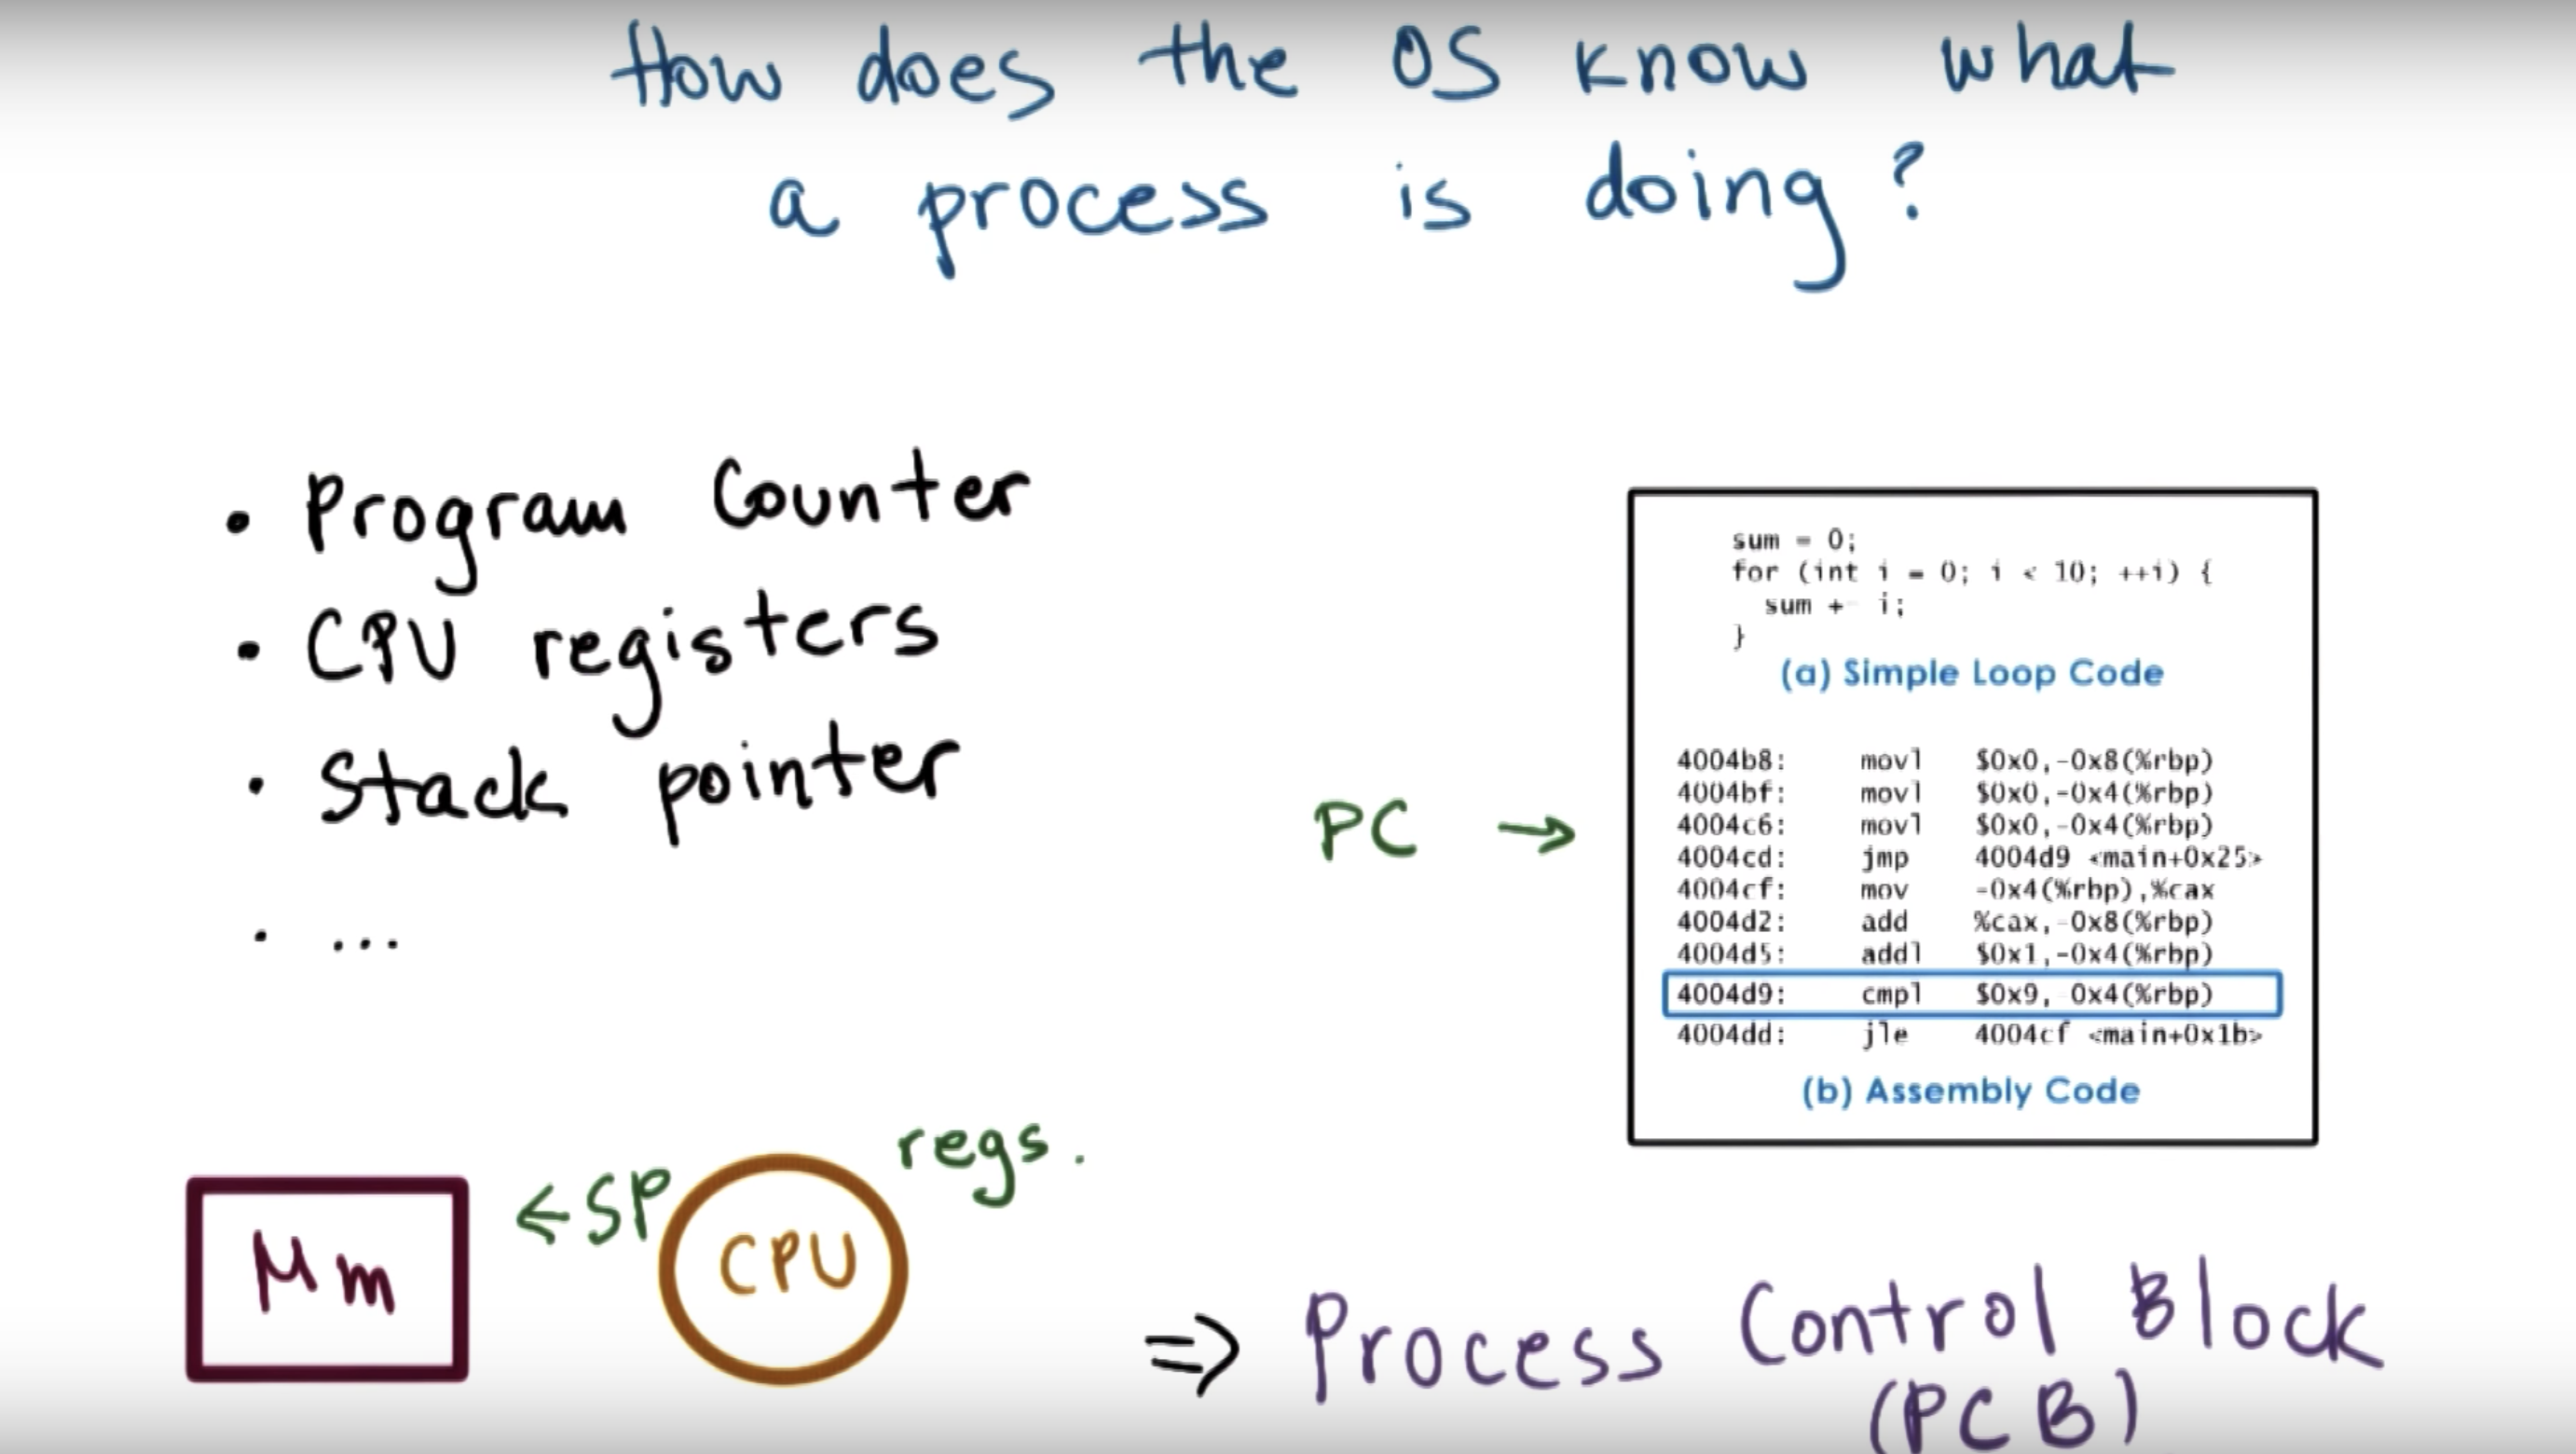 How does the OS know what
a process is doing?
• Program Counter
• CPU registers
• Stack pointer
• ...
PC →
sum = 0;
for (int i = 0; i < 10; ++i) {
sum + i;
}
(a) Simple Loop Code
4004b8: movl $0x0,-0x8(%rbp)
4004bf: movl $0x0,-0x4(%rbp)
4004c6: movl $0x0,-0x4(%rbp)
4004cd: jmp 4004d9 <main+0x25>
4004cf: mov -0x4(%rbp),%cax
4004d2: add %cax,-0x8(%rbp)
4004d5: addl $0x1,-0x4(%rbp)
4004d9: cmpl $0x9, 0x4(%rbp)
4004dd: jle 4004cf <main+0x1b>
(b) Assembly Code
Mm
← SP
CPU
regs.
⇒ Process Control Block
(PCB)